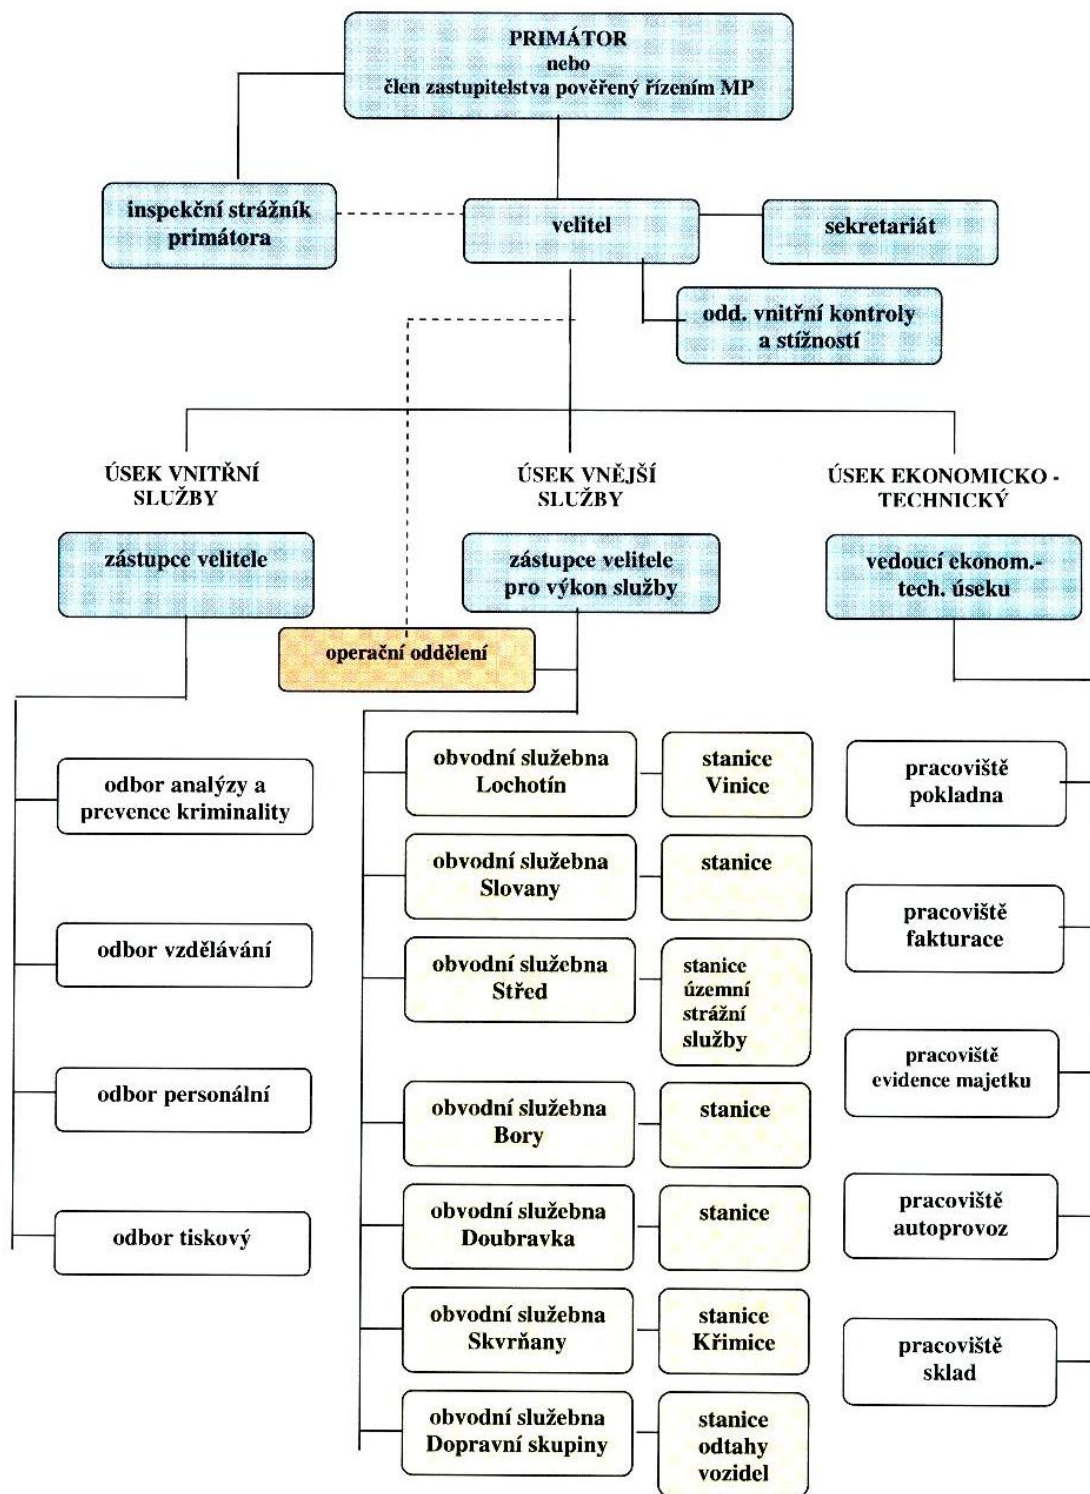 PRIMÁTOR
nebo
člen zastupitelstva pověřený řízením MP
inspekční strážník
primátora
velitel
sekretariát
odd. vnitřní kontroly
a stížností
ÚSEK VNITŘNÍ
SLUŽBY
ÚSEK VNĚJŠÍ
SLUŽBY
ÚSEK EKONOMICKO -
TECHNICKÝ
zástupce velitele
zástupce velitele
pro výkon služby
vedoucí ekonom.-
tech. úseku
operační oddělení
odbor analýzy a
prevence kriminality
odbor vzdělávání
odbor personální
odbor tiskový
obvodní služebna
Lochotín
stanice
Vinice
obvodní služebna
Slovany
stanice
obvodní služebna
Střed
stanice
územní
strážní
služby
obvodní služebna
Bory
stanice
obvodní služebna
Doubravka
stanice
obvodní služebna
Skvrňany
stanice
Křimice
obvodní služebna
Dopravní skupiny
stanice
odtahy
vozidel
pracoviště
pokladna
pracoviště
fakturace
pracoviště
evidence majetku
pracoviště
autoprovoz
pracoviště
sklad